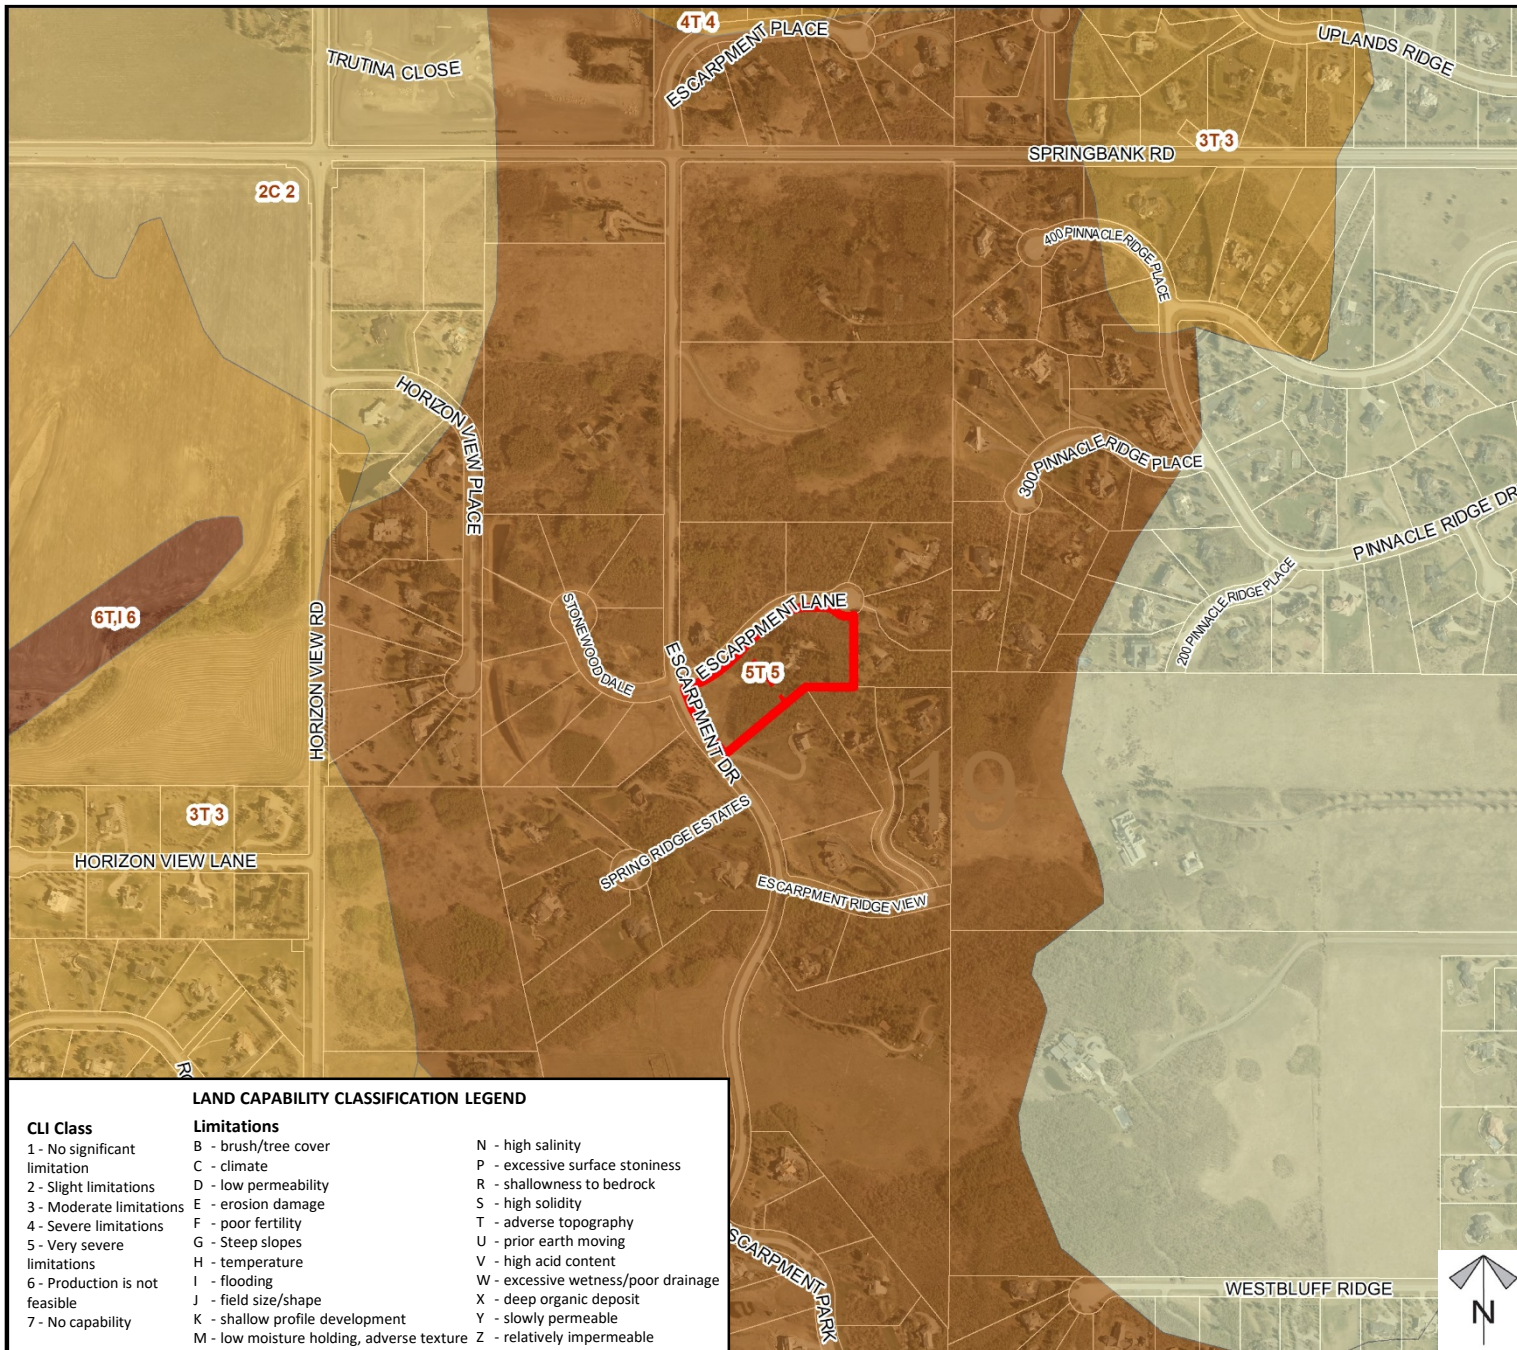 4T 4
ESCARPMENT PLACE
UPLANDS RIDGE
TRUTINA CLOSE
3T 3
SPRINGBANK RD
2C 2
400 PINNACLE RIDGE PLACE
HORIZON VIEW PLACE
300 PINNACLE RIDGE PLACE
PINNACLE RIDGE DR
200 PINNACLE RIDGE PLACE
6T,I 6
HORIZON VIEW RD
STONEWOOD DALE
ESCARPMENT LANE
5T 5
ESCARPMENT DR
19
3T 3
HORIZON VIEW LANE
SPRING RIDGE ESTATES
ESCARPMENT RIDGE VIEW
RO
SCARPMENT PARK
WESTBLUFF RIDGE
N
LAND CAPABILITY CLASSIFICATION LEGEND
CLI Class
1 - No significant
limitation
2 - Slight limitations
3 - Moderate limitations
4 - Severe limitations
5 - Very severe
limitations
6 - Production is not
feasible
7 - No capability
Limitations
B - brush/tree cover
C - climate
D - low permeability
E - erosion damage
F - poor fertility
G - Steep slopes
H - temperature
I - flooding
J - field size/shape
K - shallow profile development
M - low moisture holding, adverse texture
N - high salinity
P - excessive surface stoniness
R - shallowness to bedrock
S - high solidity
T - adverse topography
U - prior earth moving
V - high acid content
W - excessive wetness/poor drainage
X - deep organic deposit
Y - slowly permeable
Z - relatively impermeable